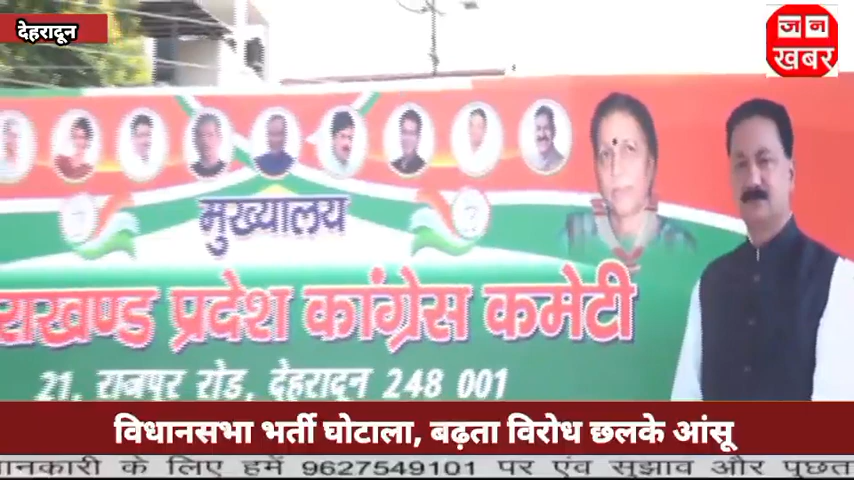 देहरादून
जन
खबर
मुख्यालय
राखण्ड प्रदेश कांग्रेस कमेटी
21, राजपुर रोड, देहरादून 248 001
विधानसभा भर्ती घोटाला, बढ़ता विरोध छलके आंसू
ानकारी के लिए हमें 9627549101 पर एंव सुझाव और पुछत